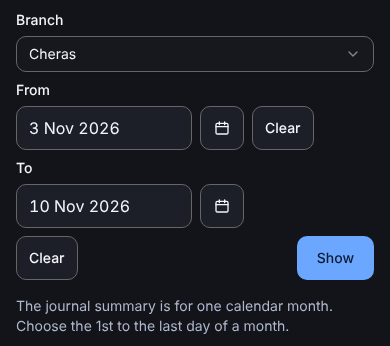 Branch
Cheras
From
3 Nov 2026
Clear
To
10 Nov 2026
Clear
Show
The journal summary is for one calendar month.
Choose the 1st to the last day of a month.